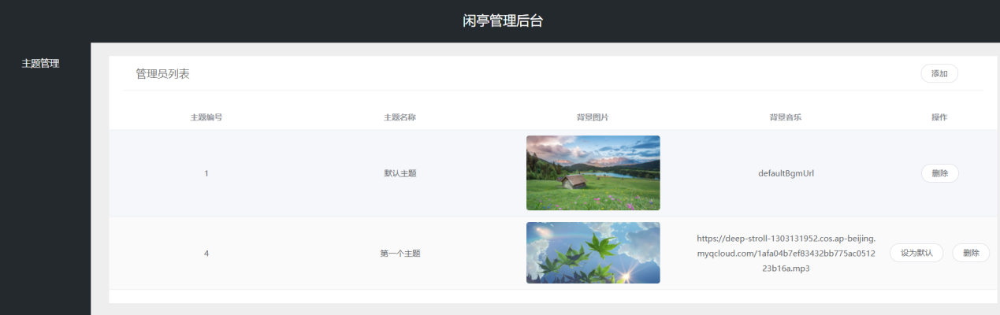 闲亭管理后台
主题管理
管理员列表
添加
主题编号 主题名称 背景图片 背景音乐 操作
1 默认主题 defaultBgmUrl 删除
https://deep-stroll-1303131952.cos.ap-beijing.
4 第一个主题 myqcloud.com/1afa04b7ef83432bb775ac0512 设为默认 删除
23b16a.mp3